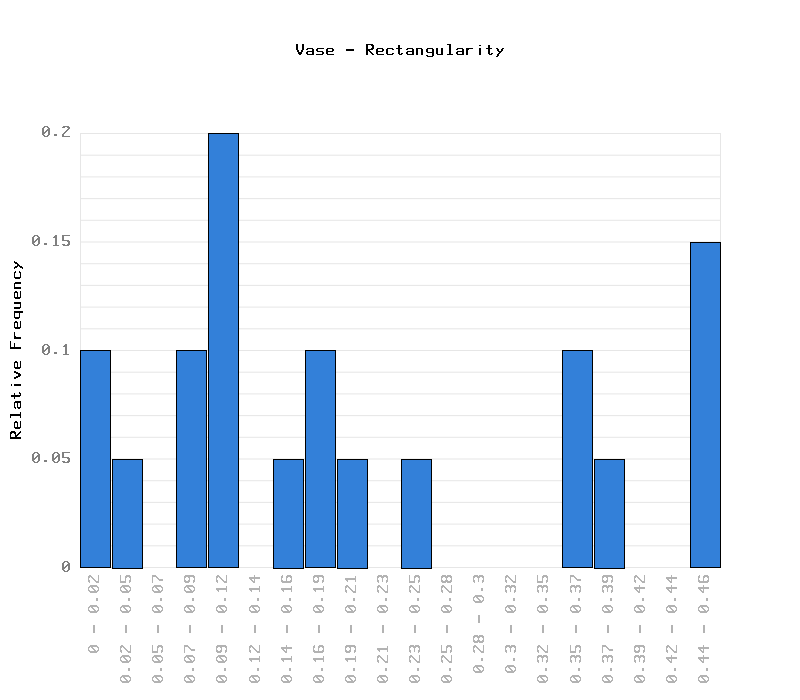 Vase - Rectangularity
0.2
0.15
0.1
0.05
0
Relative Frequency
0 - 0.02
0.02 - 0.05
0.05 - 0.07
0.07 - 0.09
0.09 - 0.12
0.12 - 0.14
0.14 - 0.16
0.16 - 0.19
0.19 - 0.21
0.21 - 0.23
0.23 - 0.25
0.25 - 0.28
0.28 - 0.3
0.3 - 0.32
0.32 - 0.35
0.35 - 0.37
0.37 - 0.39
0.39 - 0.42
0.42 - 0.44
0.44 - 0.46